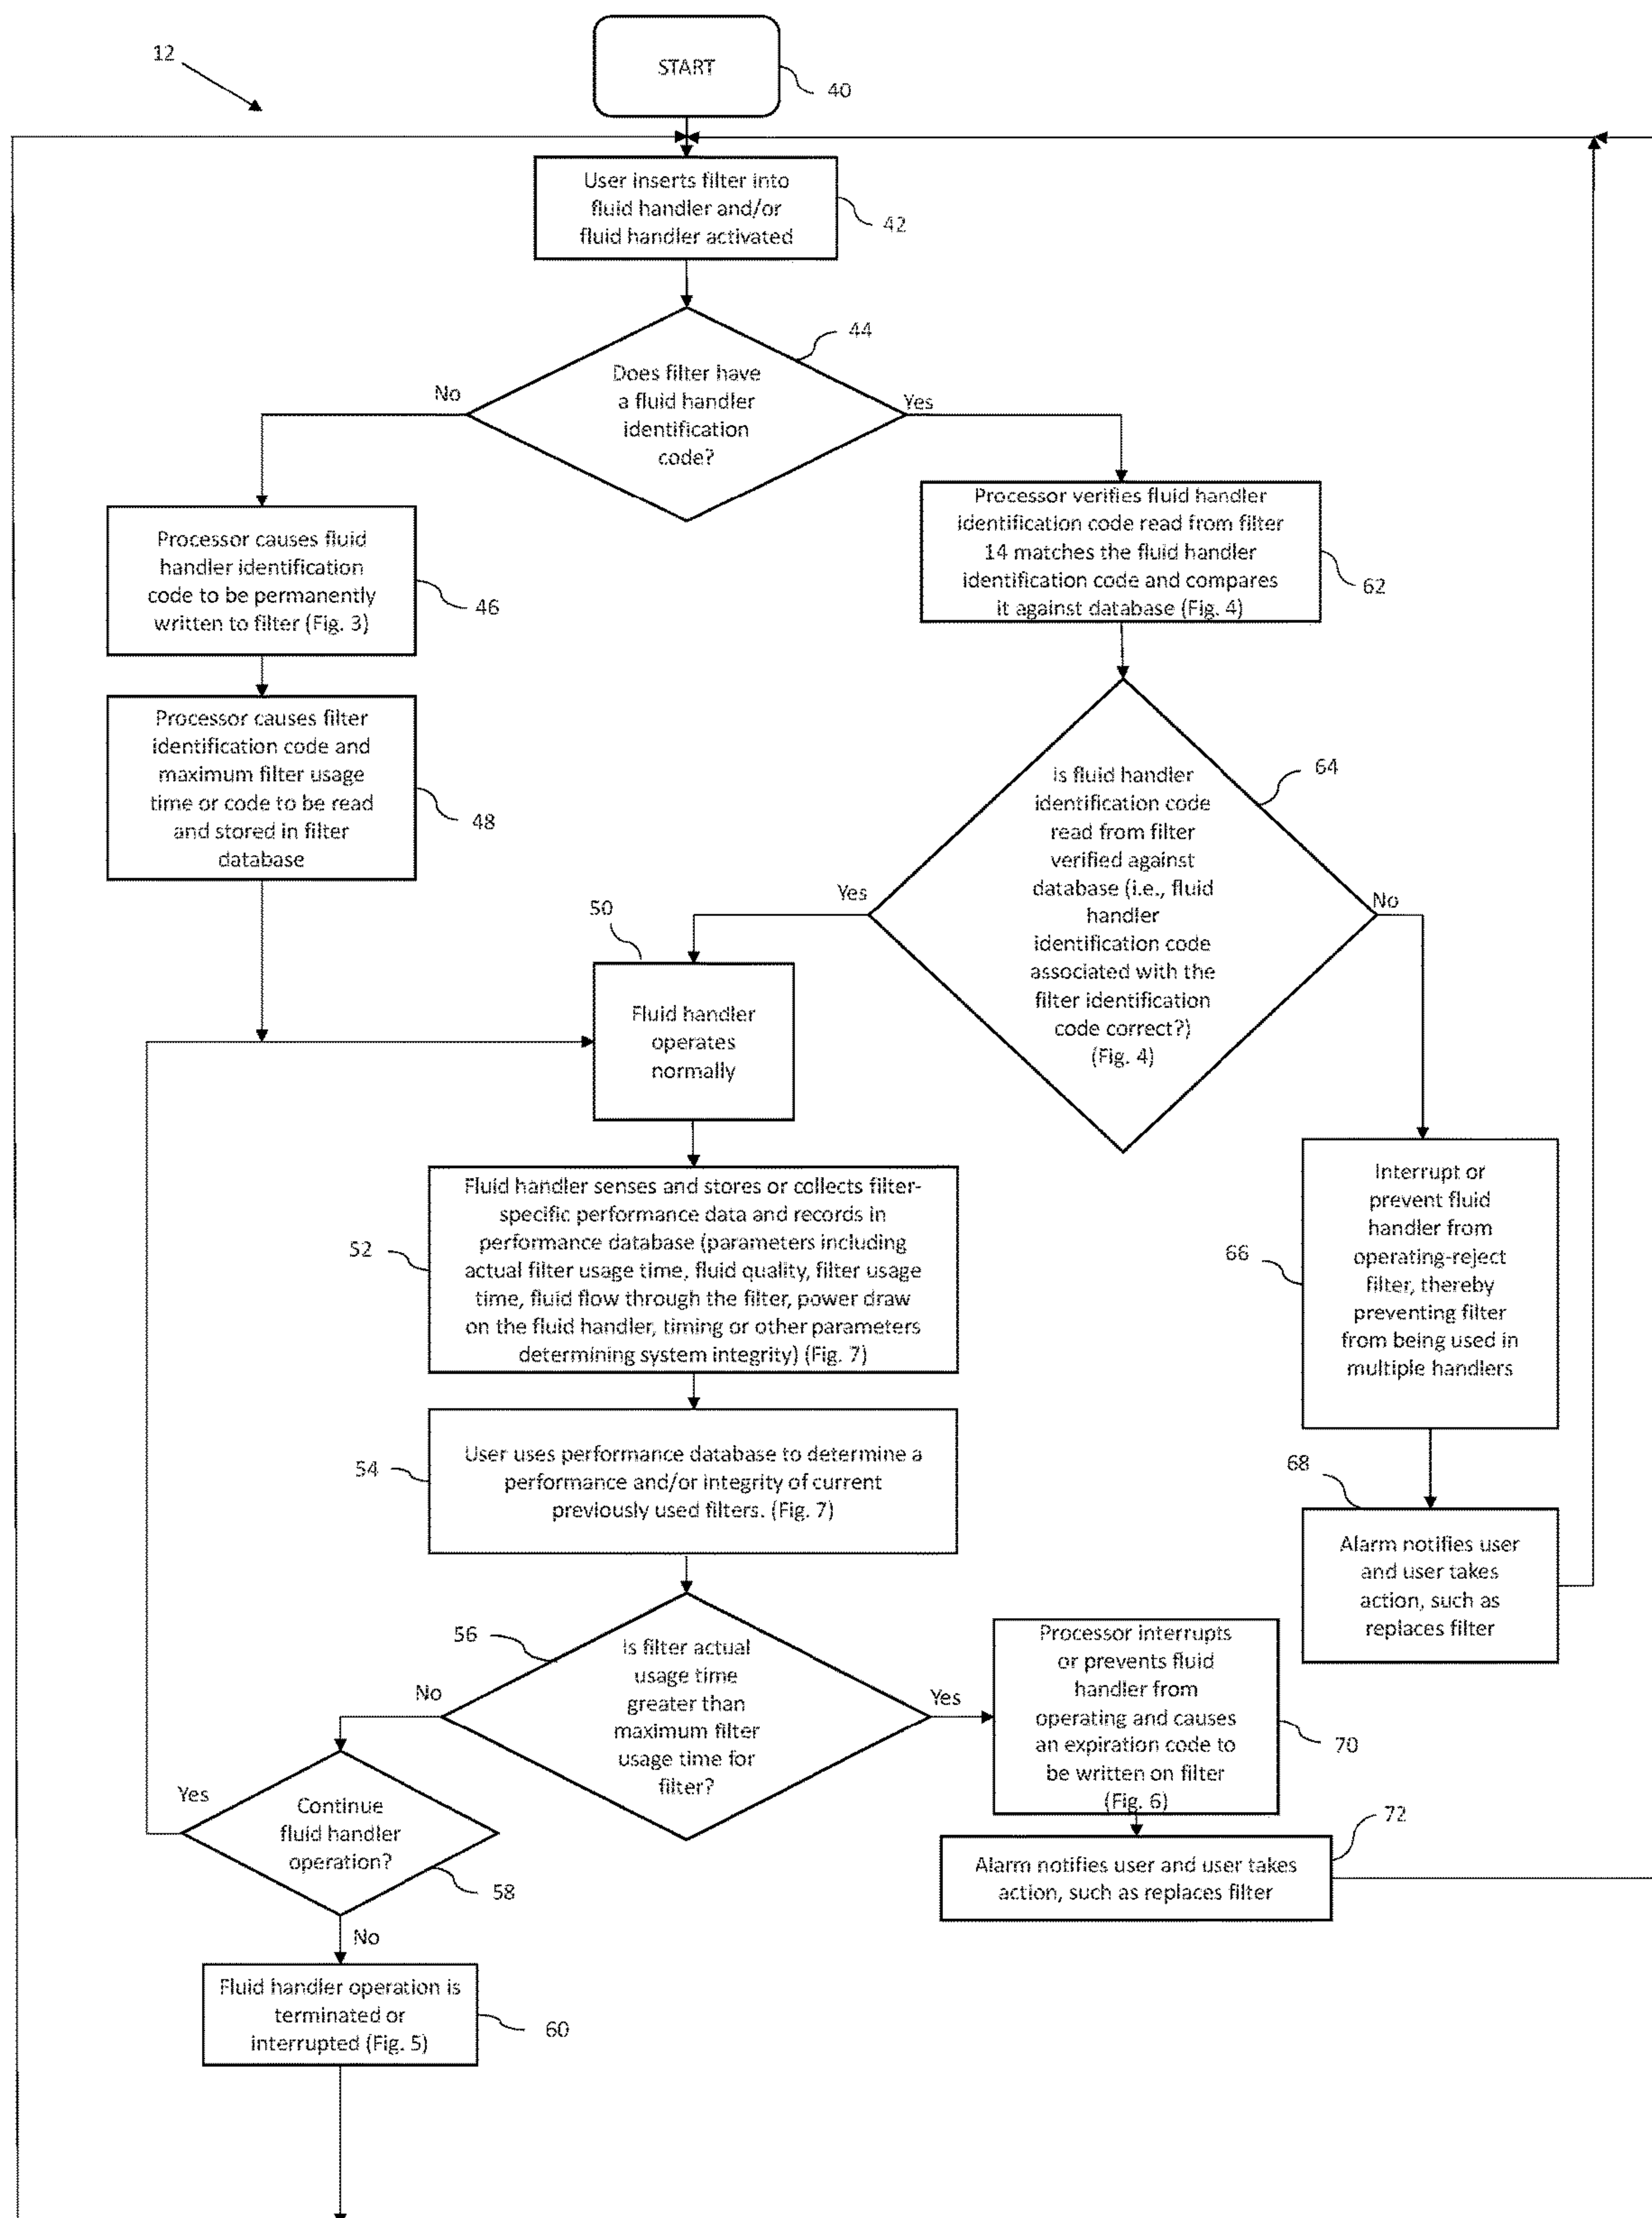 12
START
40
User inserts filter into
fluid handler and/or
fluid handler activated
42
44
Does filter have
a fluid handler
identification
code?
No
Yes
Processor causes fluid
handler identification
code to be permanently
written to filter (Fig. 3)
46
Processor verifies fluid handler
identification code read from filter
14 matches the fluid handler
identification code and compares
it against database (Fig. 4)
62
Processor causes filter
identification code and
maximum filter usage
time or code to be read
and stored in filter
database
48
64
Is fluid handler
identification code
read from filter
verified against
database (i.e., fluid
handler
identification code
associated with the
filter identification
code correct?)
(Fig. 4)
Yes
No
50
Fluid handler
operates
normally
Fluid handler senses and stores or collects filter-
specific performance data and records in
performance database (parameters including
actual filter usage time, fluid quality, filter usage
time, fluid flow through the filter, power draw
on the fluid handler, timing or other parameters
determining system integrity) (Fig. 7)
52
Interrupt or
prevent fluid
handler from
operating-reject
filter, thereby
preventing filter
from being used in
multiple handlers
66
User uses performance database to determine a
performance and/or integrity of current
previously used filters. (Fig. 7)
54
68
Alarm notifies user
and user takes
action, such as
replaces filter
56
Is filter actual
usage time
greater than
maximum filter
usage time for
filter?
No
Yes
Processor interrupts
or prevents fluid
handler from
operating and causes
an expiration code to
be written on filter
(Fig. 6)
70
Yes
Continue
fluid handler
operation?
58
No
72
Alarm notifies user and user takes
action, such as replaces filter
Fluid handler operation is
terminated or
interrupted (Fig. 5)
60